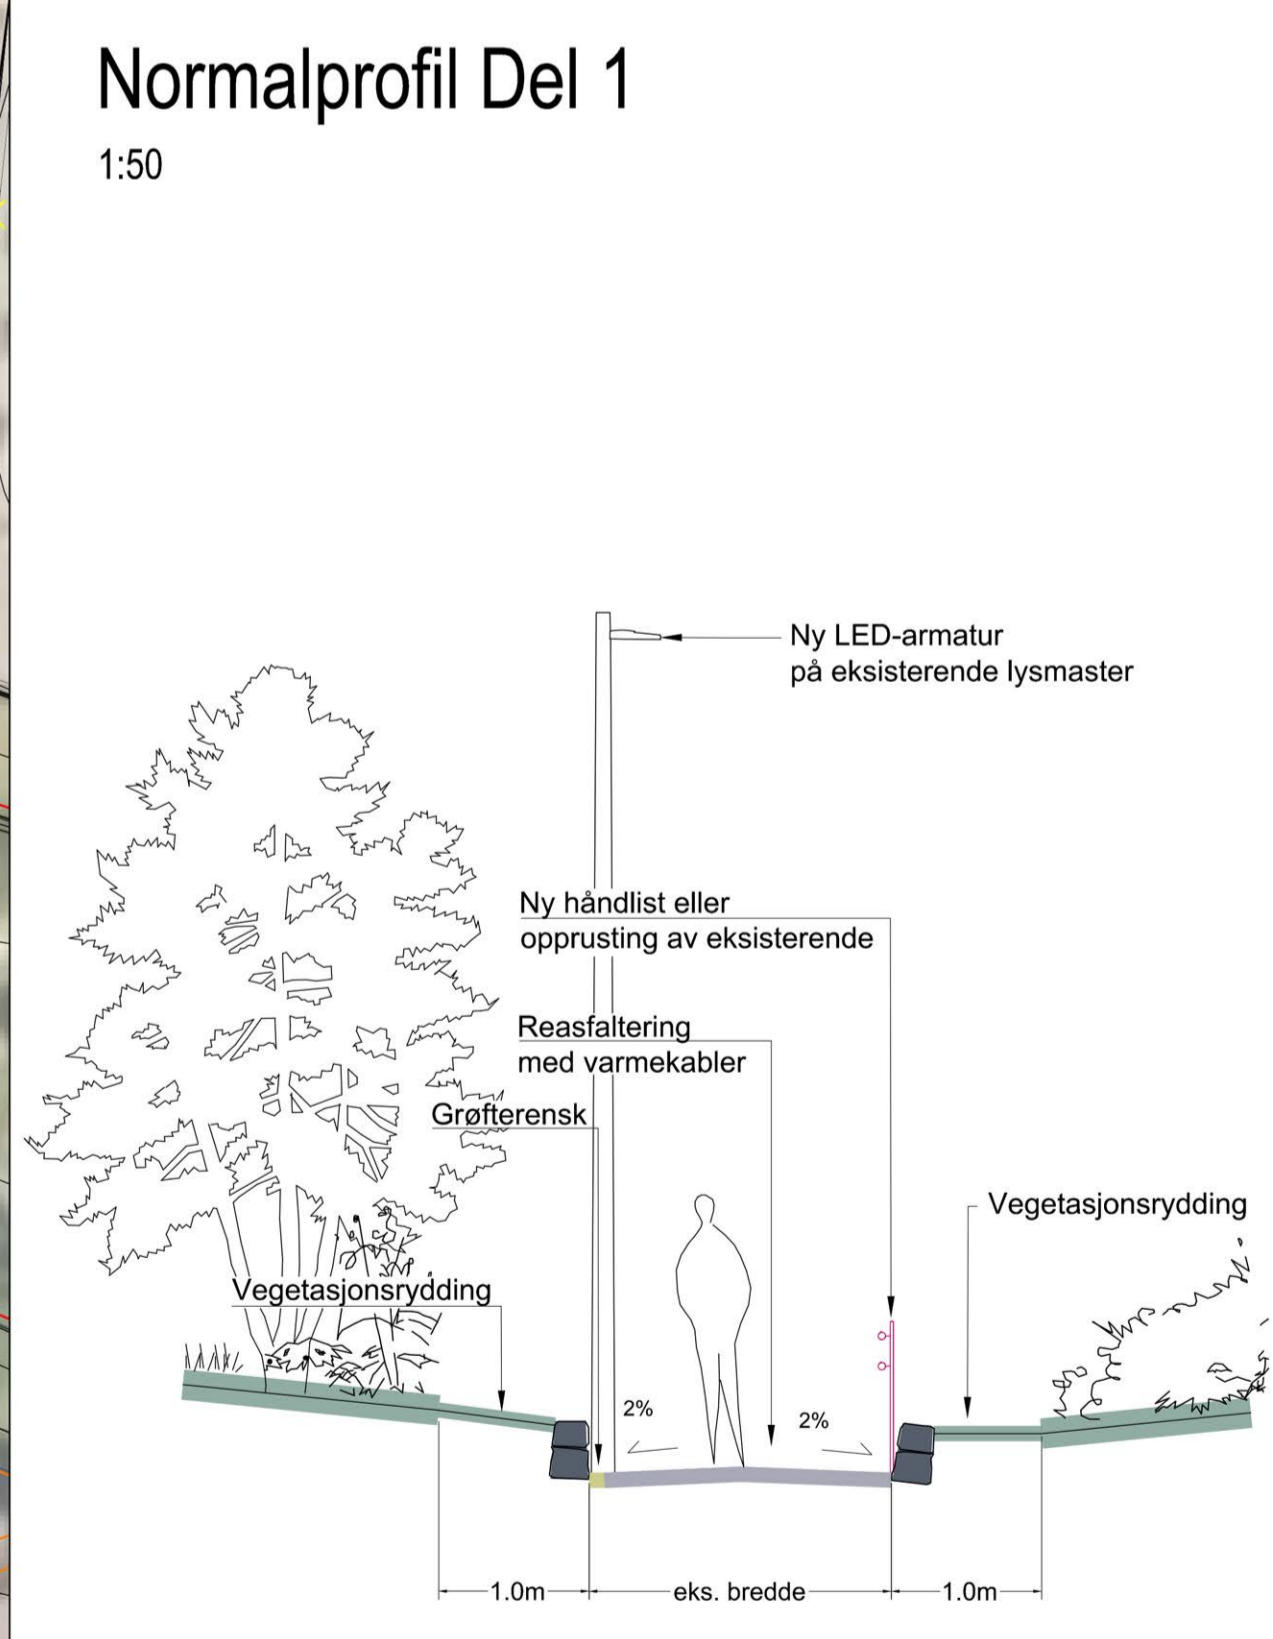 Normalprofil Del 1
1:50
Ny LED-armatur
på eksisterende lysmaster
Ny håndlist eller
opprusting av eksisterende
Reasfaltering
med varmekabler
Grøfterensk
Vegetasjonsrydding
Vegetasjonsrydding
2%
2%
1.0m
eks. bredde
1.0m